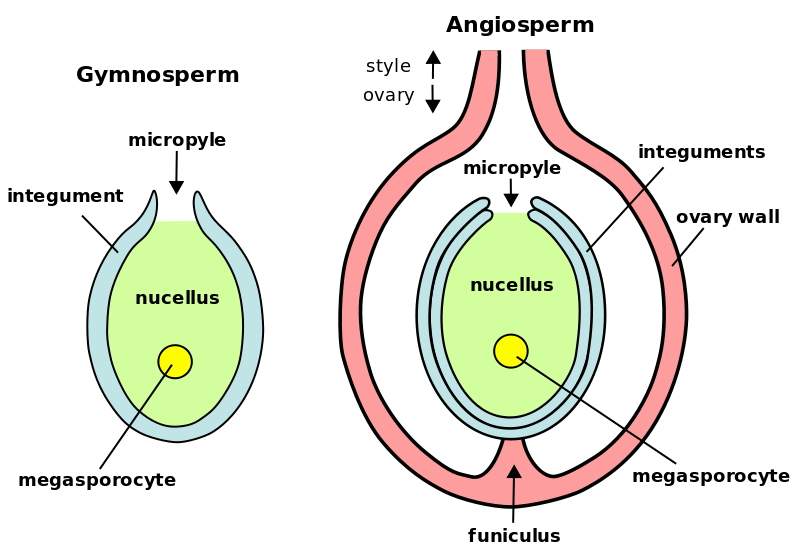 Gymnosperm
micropyle
integument
nucellus
megasporocyte
Angiosperm
style
ovary
micropyle
integuments
ovary wall
nucellus
megasporocyte
funiculus